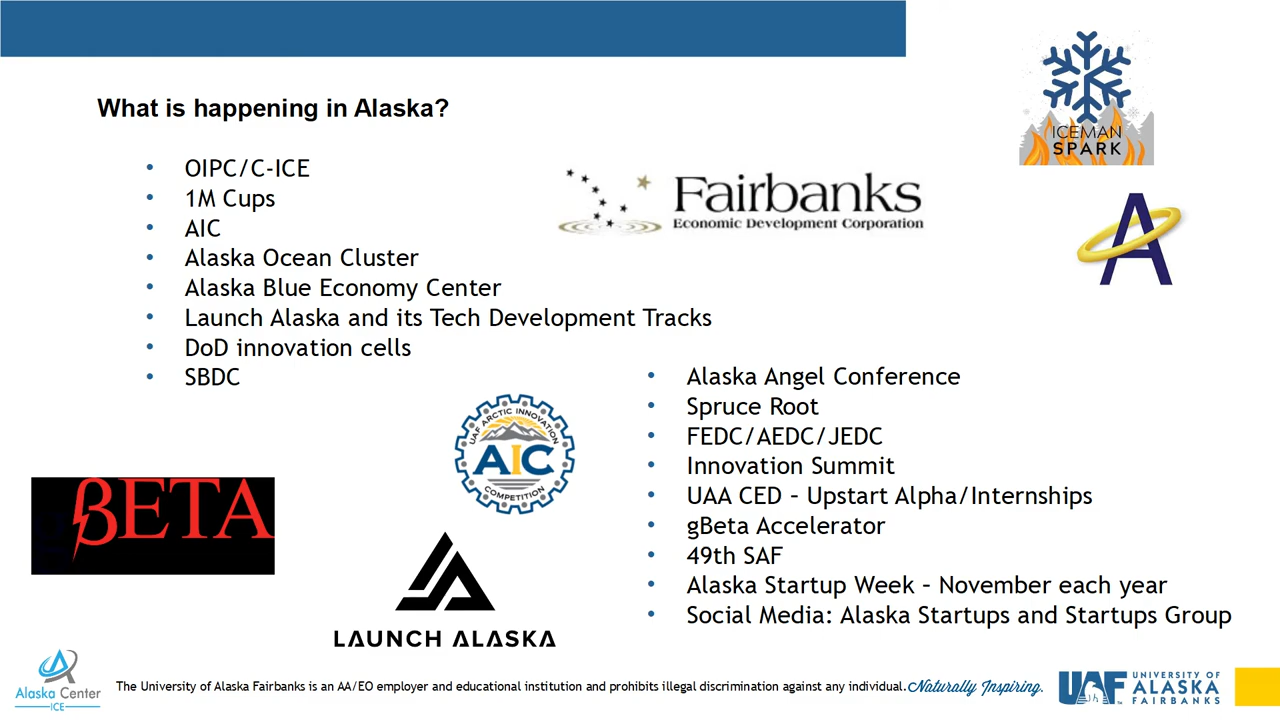 What is happening in Alaska?
OIPC/C-ICE
1M Cups
AIC
Alaska Ocean Cluster
Alaska Blue Economy Center
Launch Alaska and its Tech Development Tracks
DoD innovation cells
SBDC
Fairbanks
Economic Development Corporation
ICEMAN
SPARK
A
Alaska Angel Conference
Spruce Root
FEDC/AEDC/JEDC
Innovation Summit
UAA CED – Upstart Alpha/Internships
gBeta Accelerator
49th SAF
Alaska Startup Week – November each year
Social Media: Alaska Startups and Startups Group
UAF ARCTIC INNOVATION
AIC
COMPETITION
βETA
LAUNCH ALASKA
Alaska Center
ICE
The University of Alaska Fairbanks is an AA/EO employer and educational institution and prohibits illegal discrimination against any individual.
Naturally Inspiring.
UAF
UNIVERSITY OF
ALASKA
FAIRBANKS